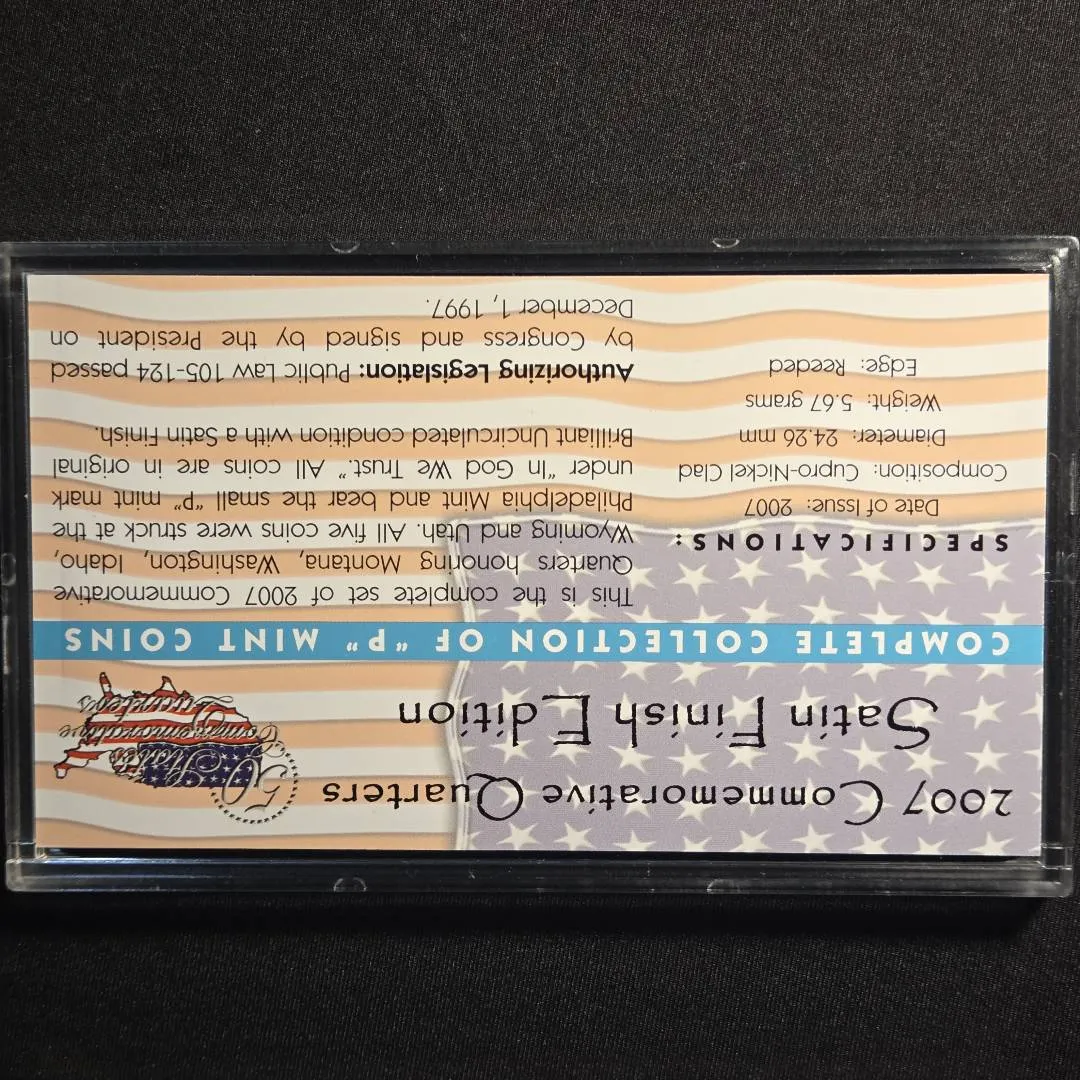 2007 Commemorative Quarters
Satin Finish Edition
50 States
Commemorative
Quarters
COMPLETE COLLECTION OF "P" MINT COINS
SPECIFICATIONS:
Date of Issue: 2007
Composition: Cupro-Nickel Clad
Diameter: 24.26 mm
Weight: 5.67 grams
Edge: Reeded
This is the complete set of 2007 Commemorative
Quarters honoring Montana, Washington, Idaho,
Wyoming and Utah. All five coins were struck at the
Philadelphia Mint and bear the small "P" mint mark
under "In God We Trust." All coins are in original
Brilliant Uncirculated condition with a Satin Finish.
Authorizing Legislation: Public Law 105-124 passed
by Congress and signed by the President on
December 1, 1997.